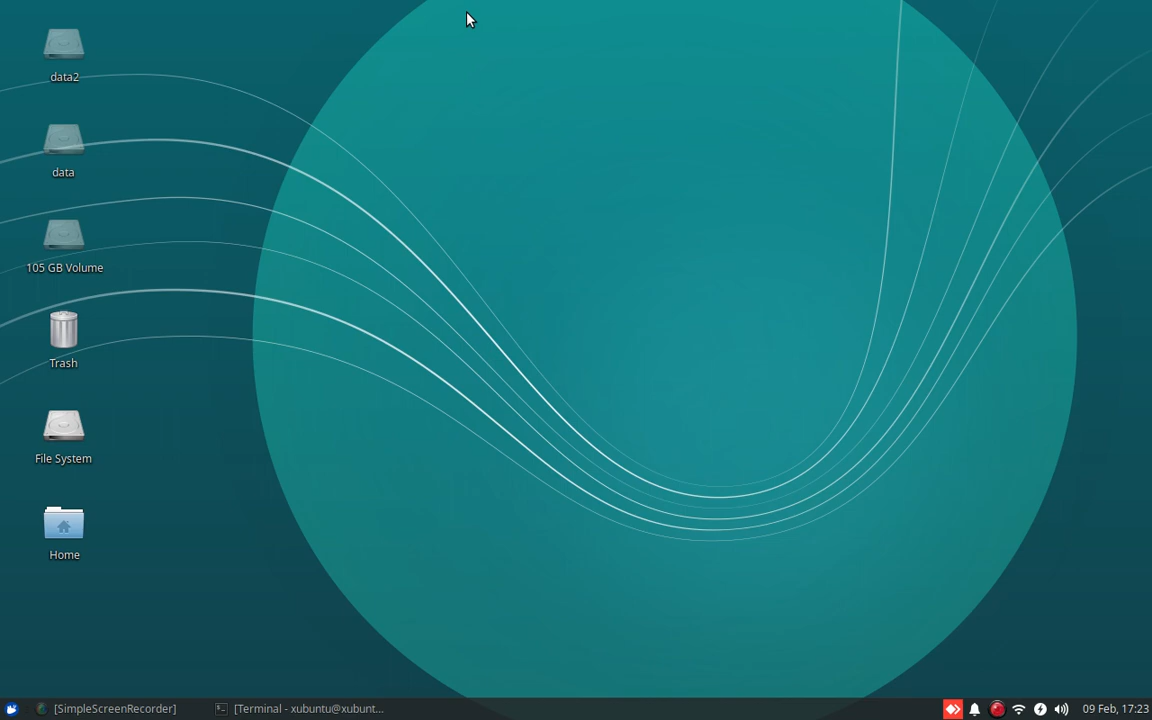 data2
data
105 GB Volume
Trash
File System
Home
[SimpleScreenRecorder]
[Terminal - xubuntu@xubunt...
09 Feb, 17:23